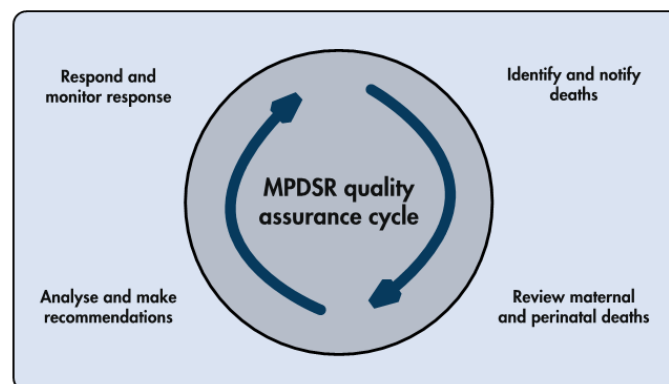 Respond and
monitor response
Identify and notify
deaths
MPDSR quality
assurance cycle
Analyse and make
recommendations
Review maternal
and perinatal deaths